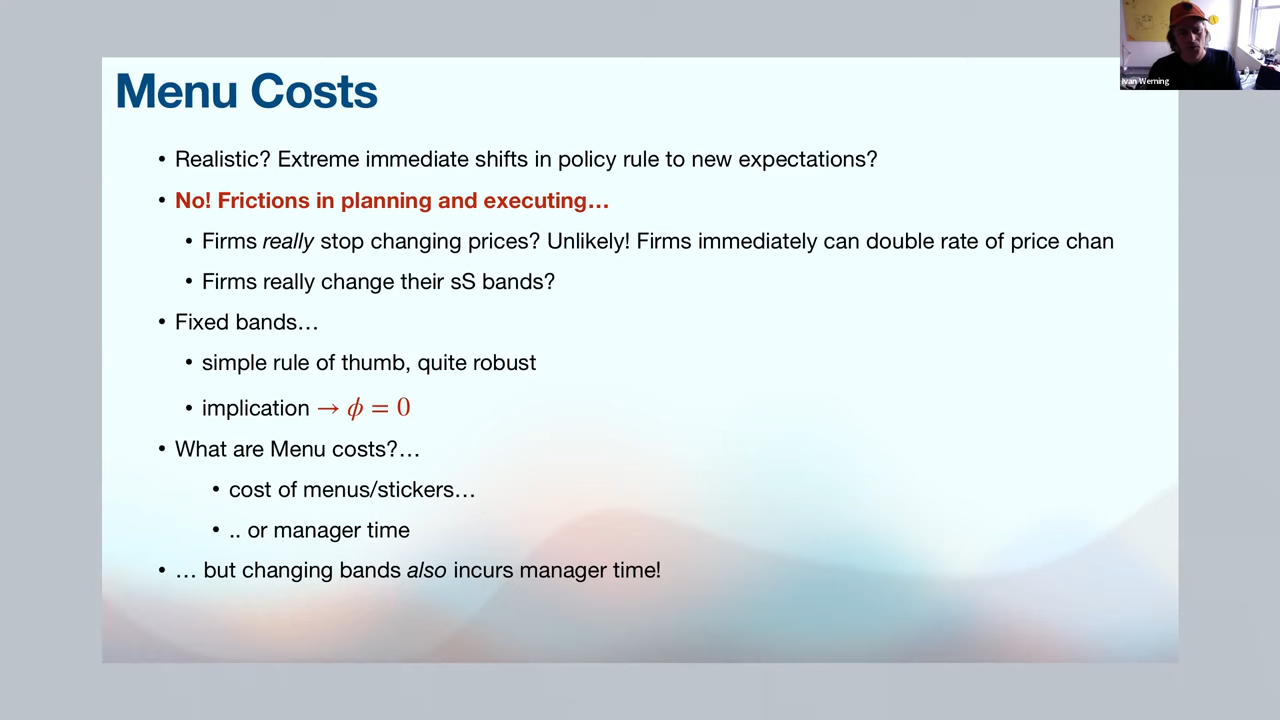 Ivan Werning
Menu Costs
• Realistic? Extreme immediate shifts in policy rule to new expectations?
• No! Frictions in planning and executing…
• Firms really stop changing prices? Unlikely! Firms immediately can double rate of price chan
• Firms really change their sS bands?
• Fixed bands…
• simple rule of thumb, quite robust
• implication → ϕ = 0
• What are Menu costs?…
• cost of menus/stickers…
• .. or manager time
• … but changing bands also incurs manager time!